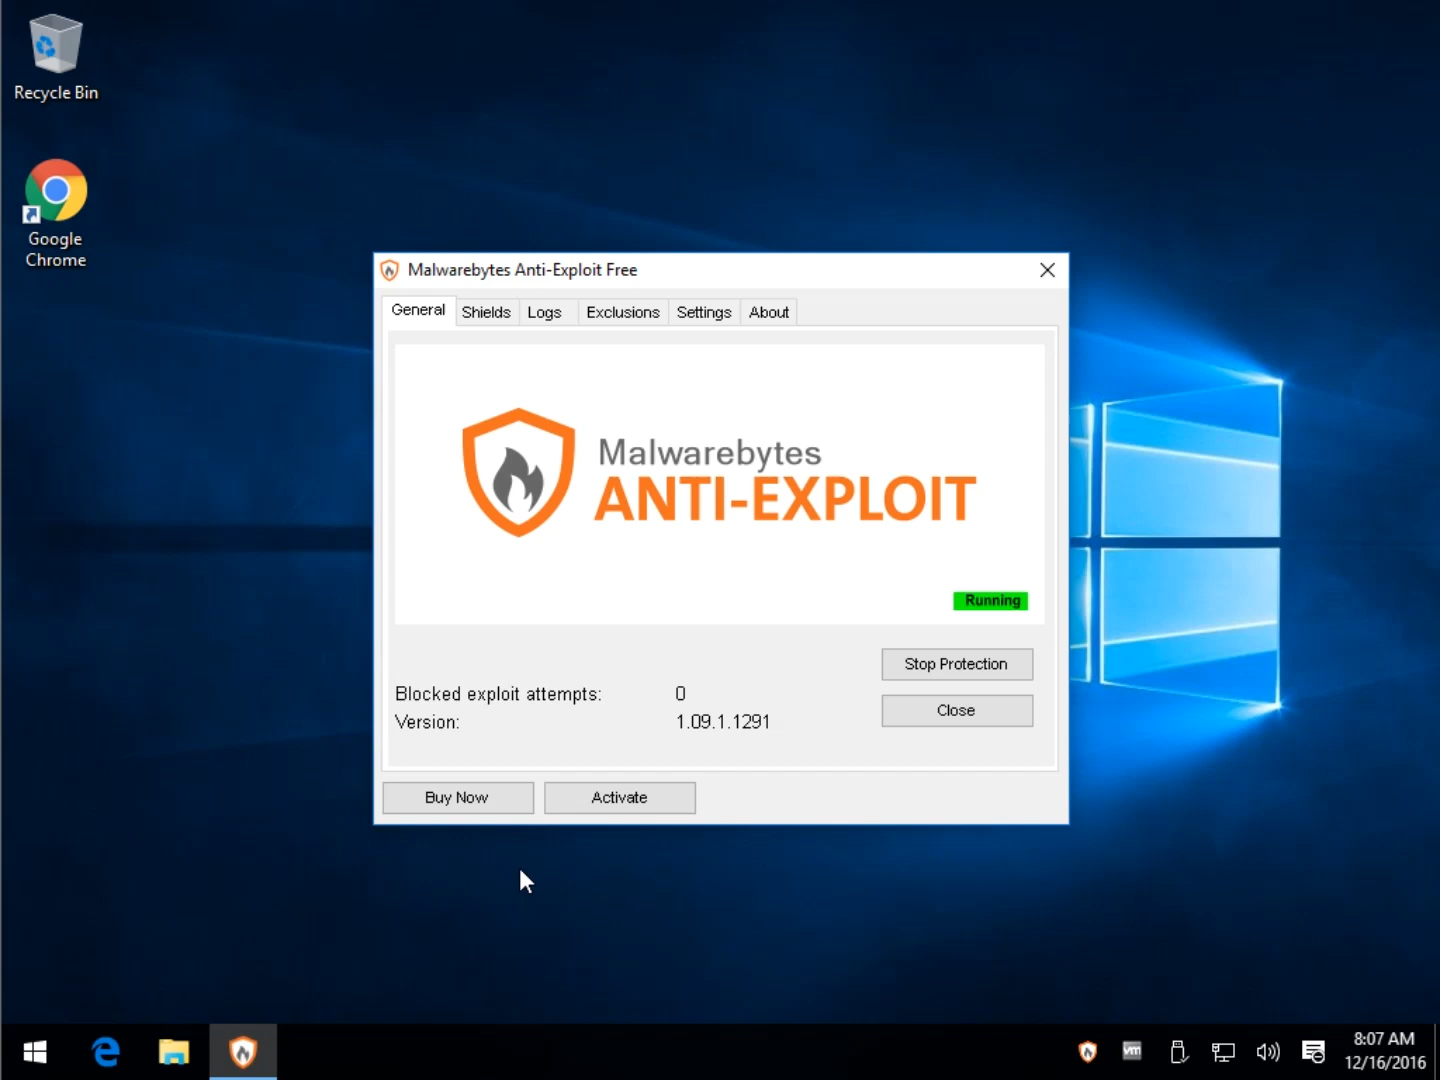 Recycle Bin
Google
Chrome
Malwarebytes Anti-Exploit Free
General Shields Logs Exclusions Settings About
Malwarebytes
ANTI-EXPLOIT
Running
Stop Protection
Blocked exploit attempts: 0
Close
Version: 1.09.1.1291
Buy Now Activate
vm
8:07 AM
12/16/2016